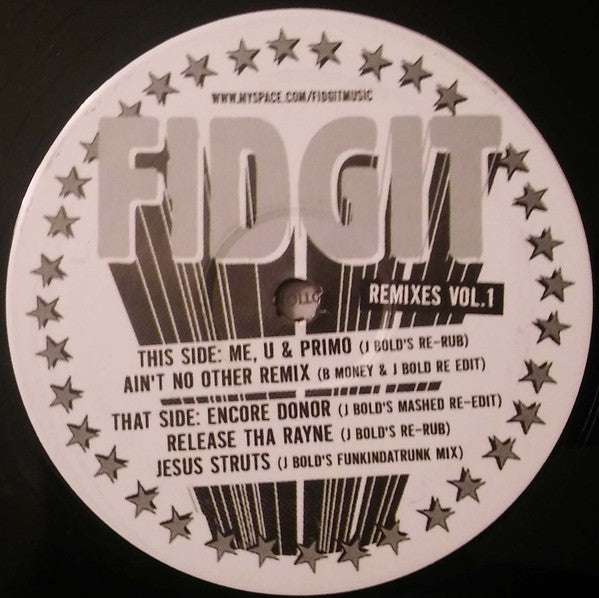 WWW.MYSPACE.COM/FIDGITMUSIC
FIDGIT
REMIXES VOL.1
THIS SIDE: ME, U & PRIMO (J BOLD'S RE-RUB)
AIN'T NO OTHER REMIX (B MONEY & J BOLD RE EDIT)
THAT SIDE: ENCORE DONOR (J BOLD'S MASHED RE-EDIT)
RELEASE THA RAYNE (J BOLD'S RE-RUB)
JESUS STRUTS (J BOLD'S FUNKINDATRUNK MIX)